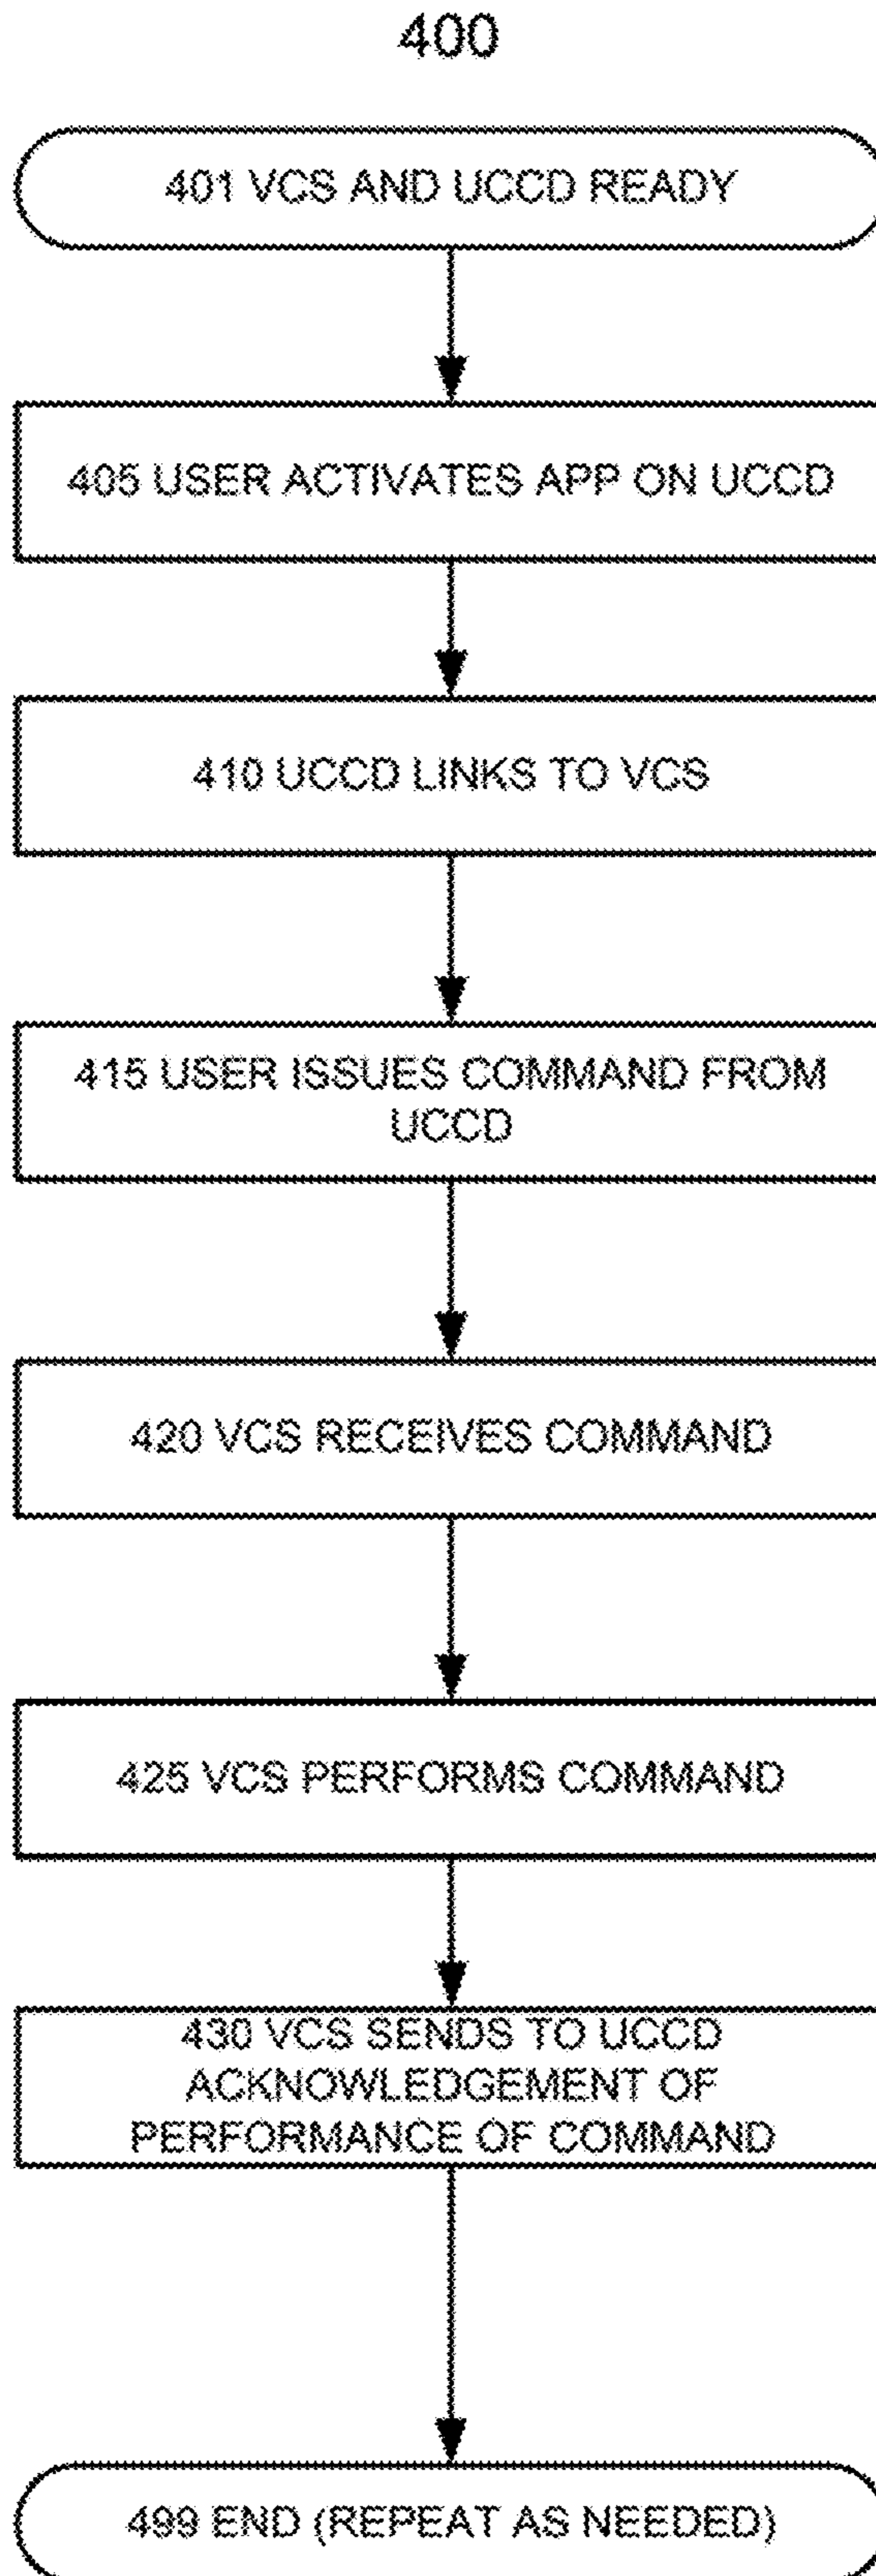 400
401 VCS AND UCCD READY
405 USER ACTIVATES APP ON UCCD
410 UCCD LINKS TO VCS
415 USER ISSUES COMMAND FROM
UCCD
420 VCS RECEIVES COMMAND
425 VCS PERFORMS COMMAND
430 VCS SENDS TO UCCD
ACKNOWLEDGEMENT OF
PERFORMANCE OF COMMAND
499 END (REPEAT AS NEEDED)